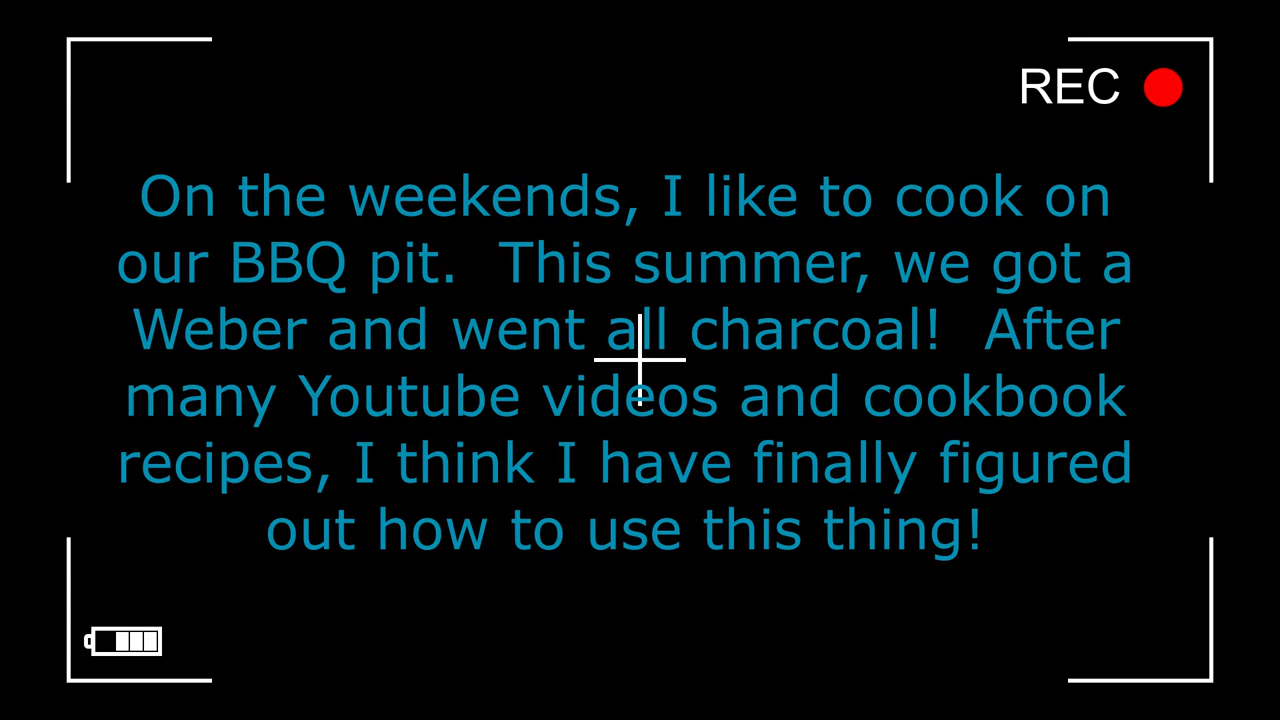 REC
On the weekends, I like to cook on
our BBQ pit.  This summer, we got a
Weber and went all charcoal!  After
many Youtube videos and cookbook
recipes, I think I have finally figured
out how to use this thing!